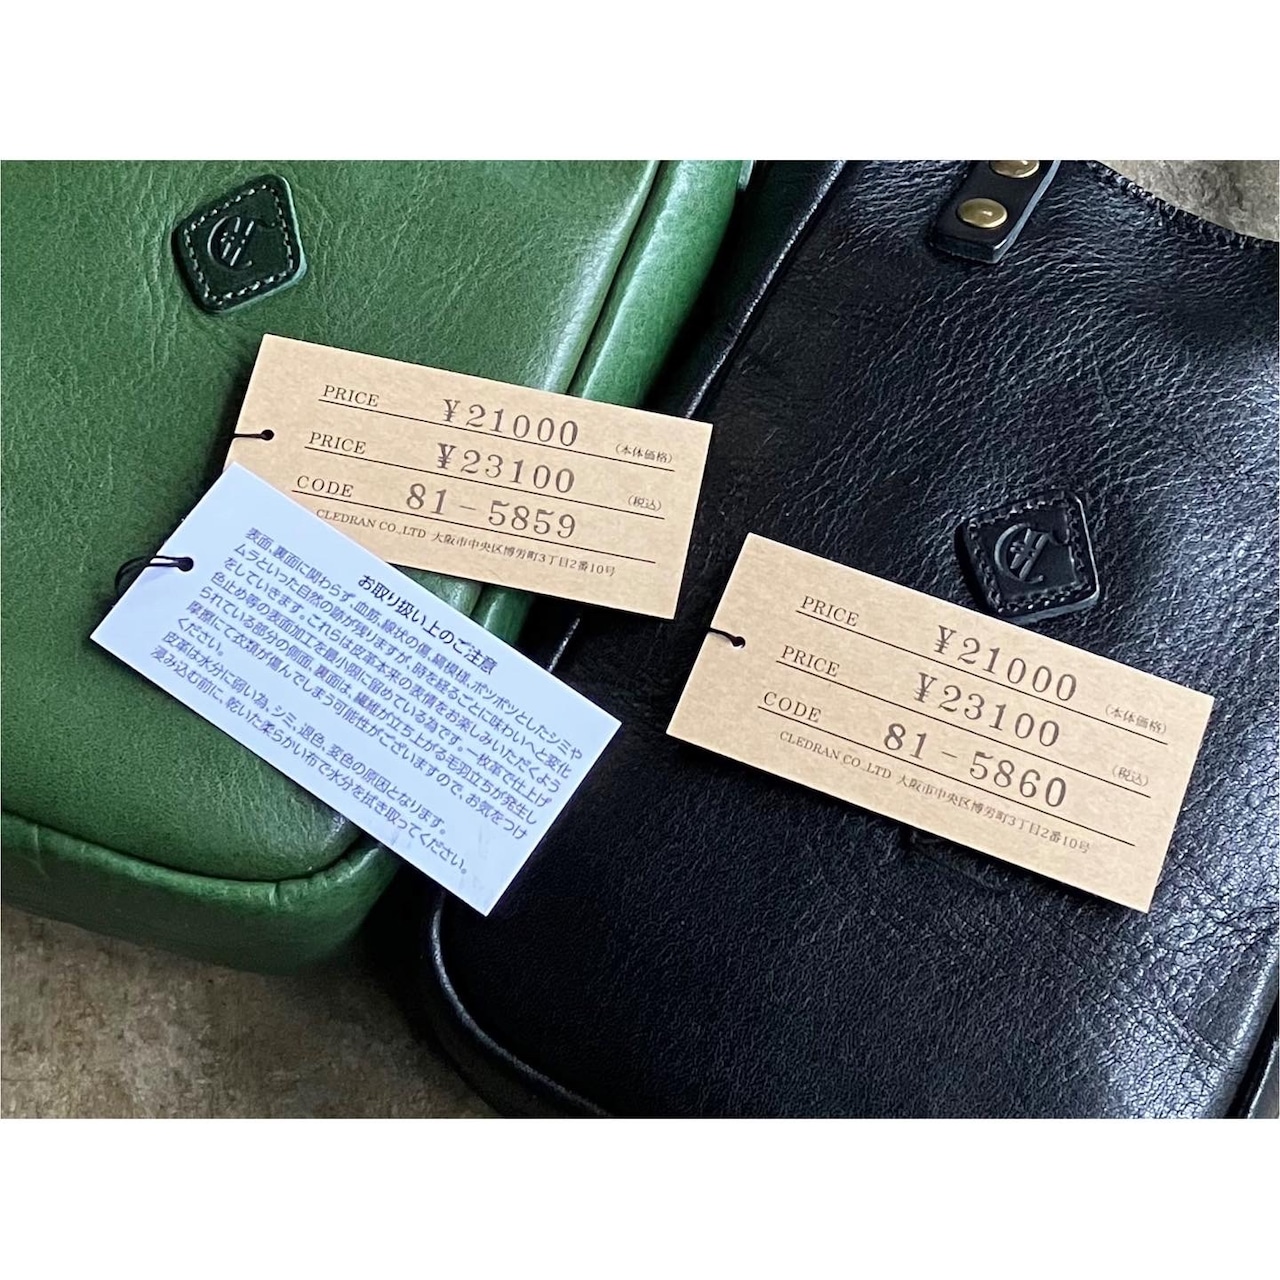 PRICE ¥21000 (本体価格)
PRICE ¥23100 (税込)
CODE 81-5859
CLEDRAN CO.,LTD 大阪市中央区博労町3丁目2番10号
お取り扱い上のご注意
表面、裏面に関わらず、血筋、線状の傷、縞模様、ポツポツとしたシミや
ムラといった自然の跡が残りますが、時を経るごとに味わいへと変化
をしていきます。これらは皮革本来の表情をお楽しみいただくよう
色止め等の表面加工を最小限に留めている為です。一枚革で仕上げ
られている部分の側面、裏面は、繊維が立ち上がる毛羽立ちが発生し
摩擦にて衣類が傷んでしまう可能性がございますので、お気をつけ
ください。
皮革は水分に弱い為、シミ、退色、変色の原因となります。
浸み込む前に、乾いた柔らかい布で水分を拭き取ってください。
PRICE ¥21000 (本体価格)
PRICE ¥23100 (税込)
CODE 81-5860
CLEDRAN CO.,LTD 大阪市中央区博労町3丁目2番10号